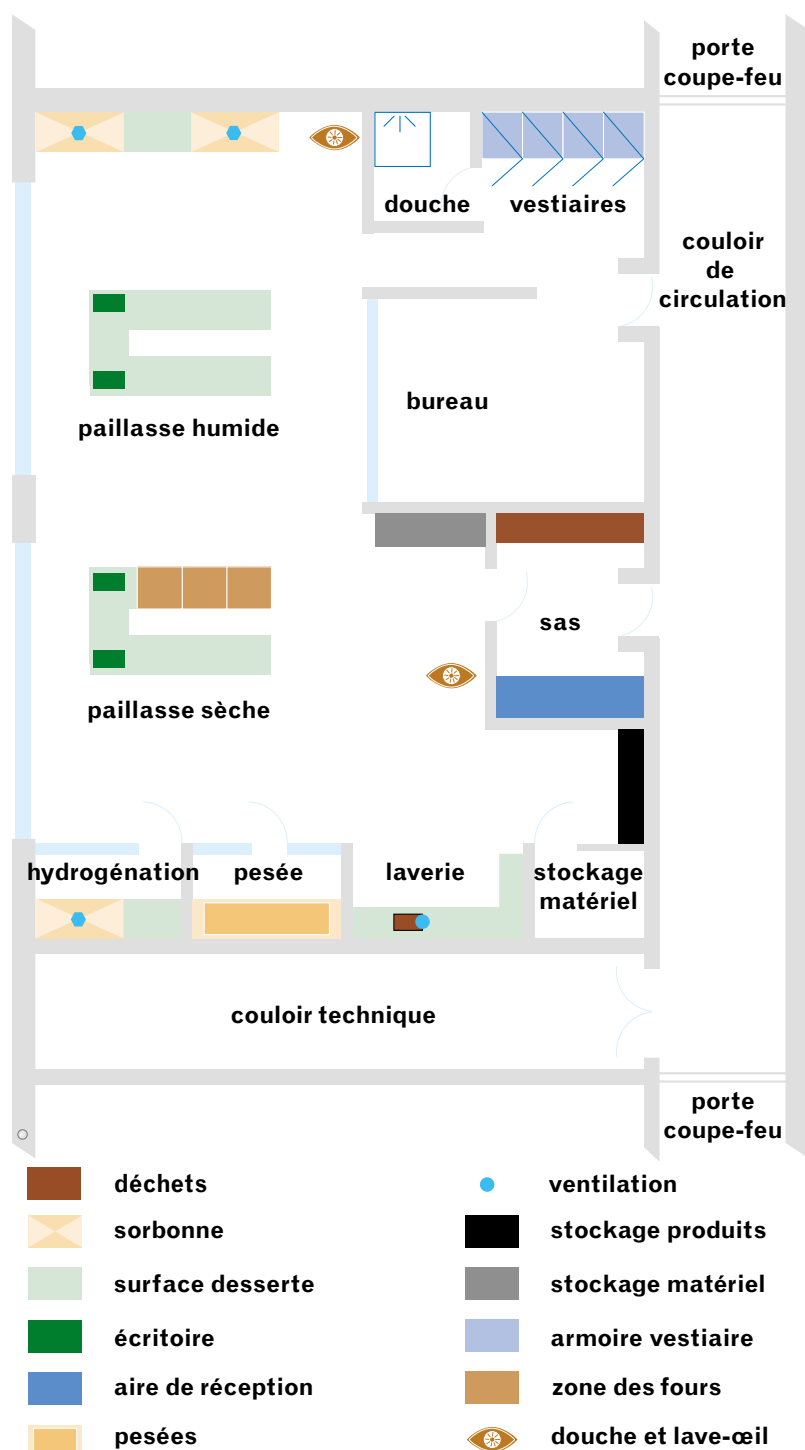 porte
coupe-feu
douche
vestiaires
couloir
de
circulation
bureau
paillasse humide
sas
paillasse sèche
hydrogénation
pesée
laverie
stockage
matériel
couloir technique
porte
coupe-feu
déchets
ventilation
sorbonne
stockage produits
surface desserte
stockage matériel
écritoire
armoire vestiaire
aire de réception
zone des fours
pesées
douche et lave-œil